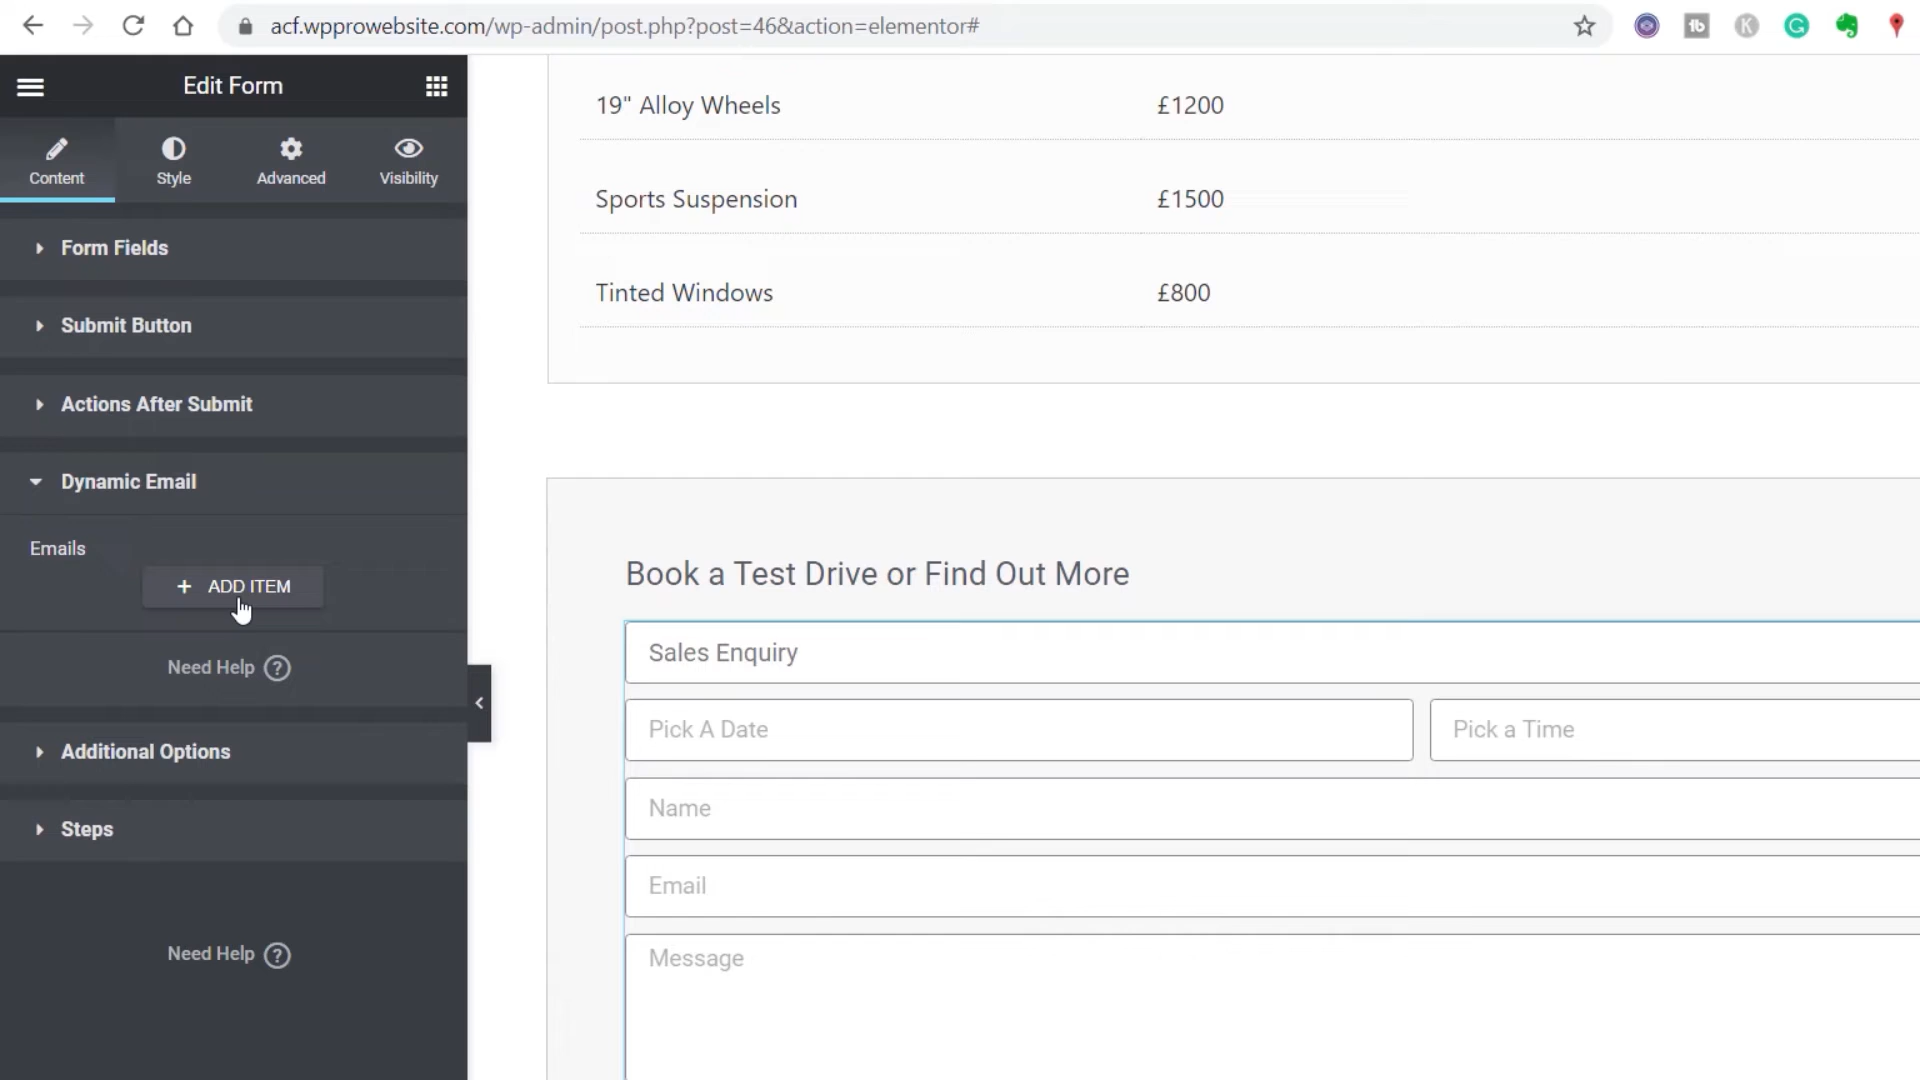 acf.wpprowebsite.com/wp-admin/post.php?post=46&action=elementor#
tb
K
G
Edit Form
Content
Style
Advanced
Visibility
Form Fields
Submit Button
Actions After Submit
Dynamic Email
Emails
+ ADD ITEM
Need Help ?
Additional Options
Steps
Need Help ?
19" Alloy Wheels £1200
Sports Suspension £1500
Tinted Windows £800
Book a Test Drive or Find Out More
Sales Enquiry
Pick A Date Pick a Time
Name
Email
Message